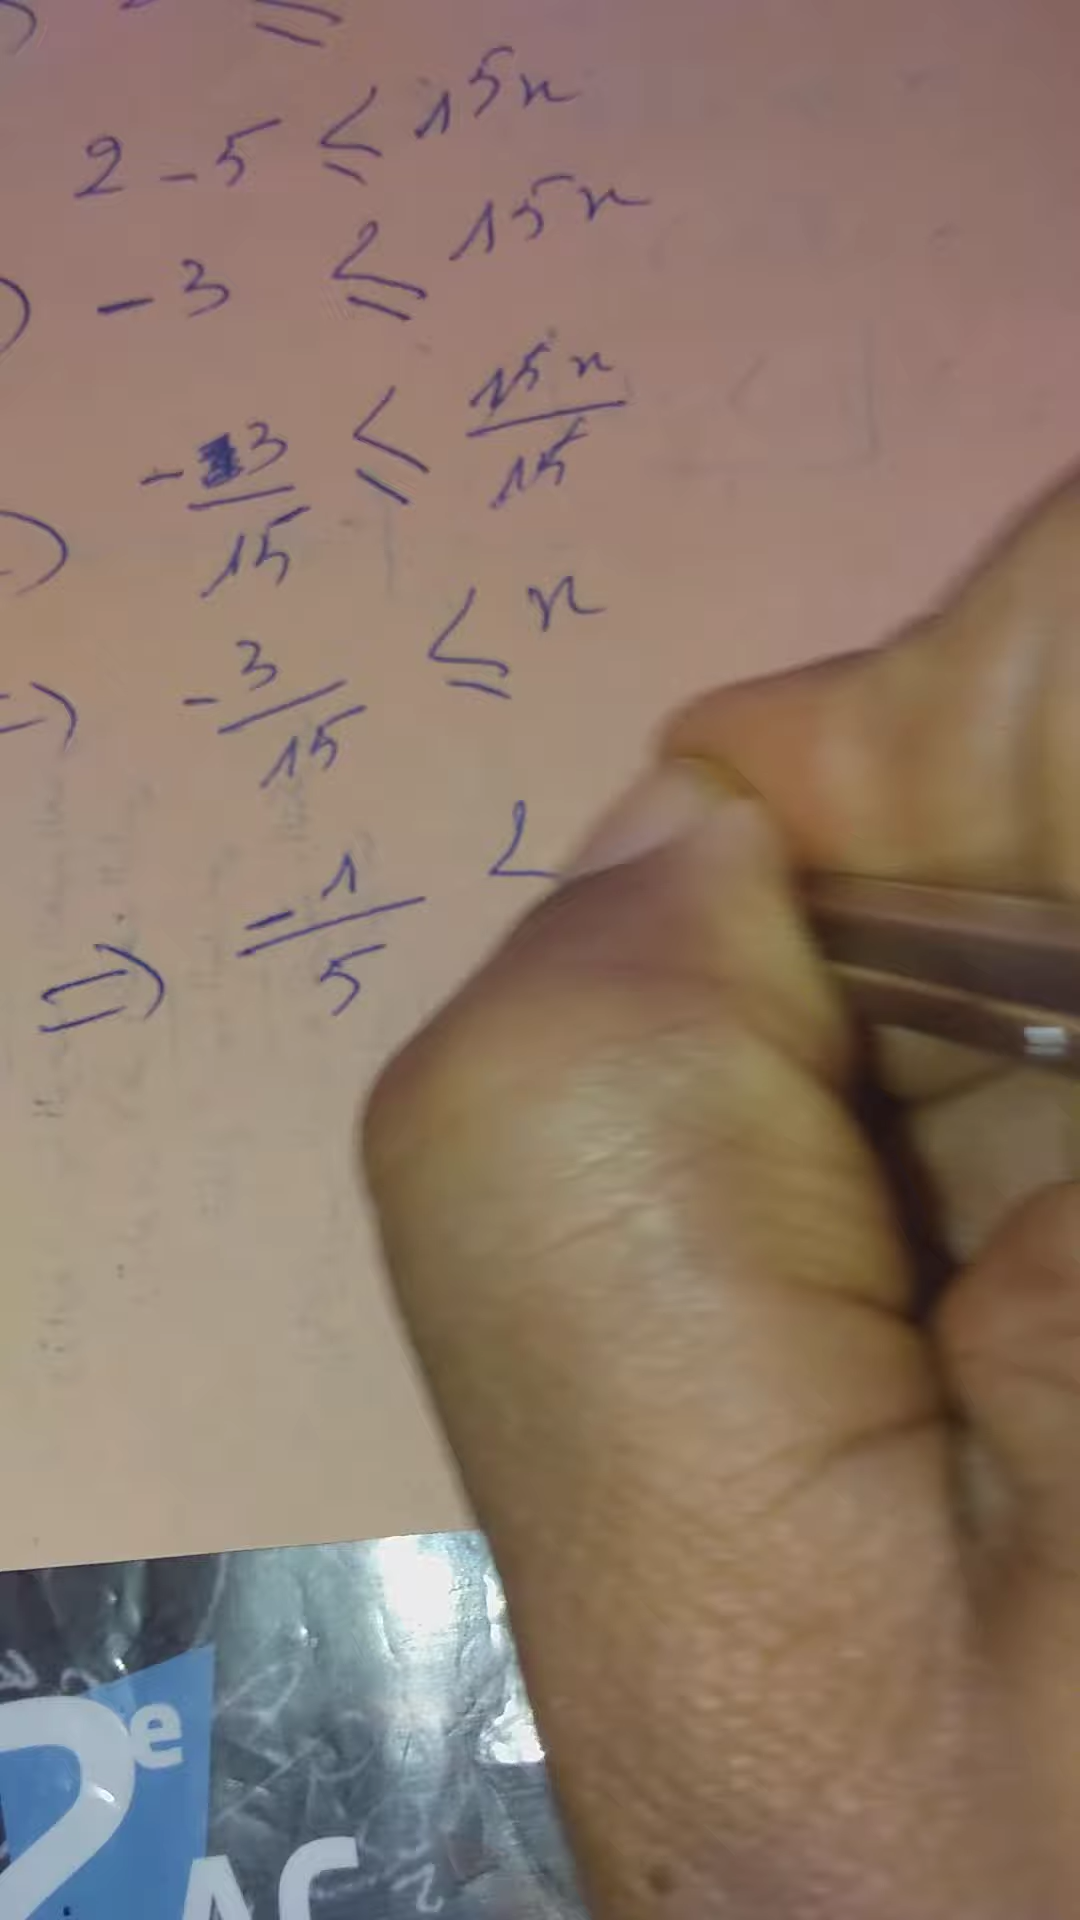 2 - 5 ≤ 15x
- 3 ≤ 15x
-3/15 ≤ 15x/15
=) -3/15 ≤ x
=) -1/5 <
2e
AC